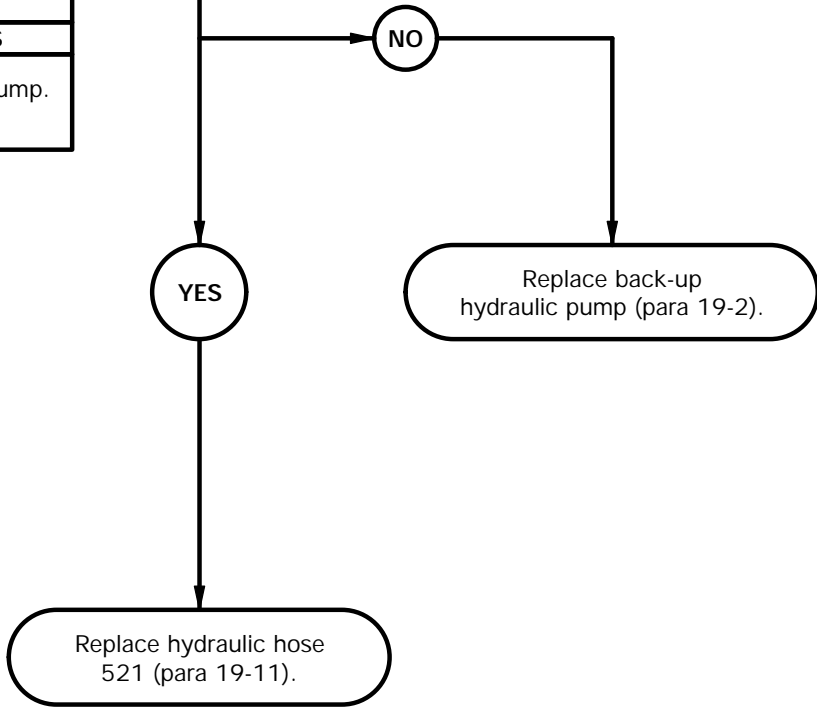 NO
ump.
YES
Replace back-up
hydraulic pump (para 19-2).
Replace hydraulic hose
521 (para 19-11).